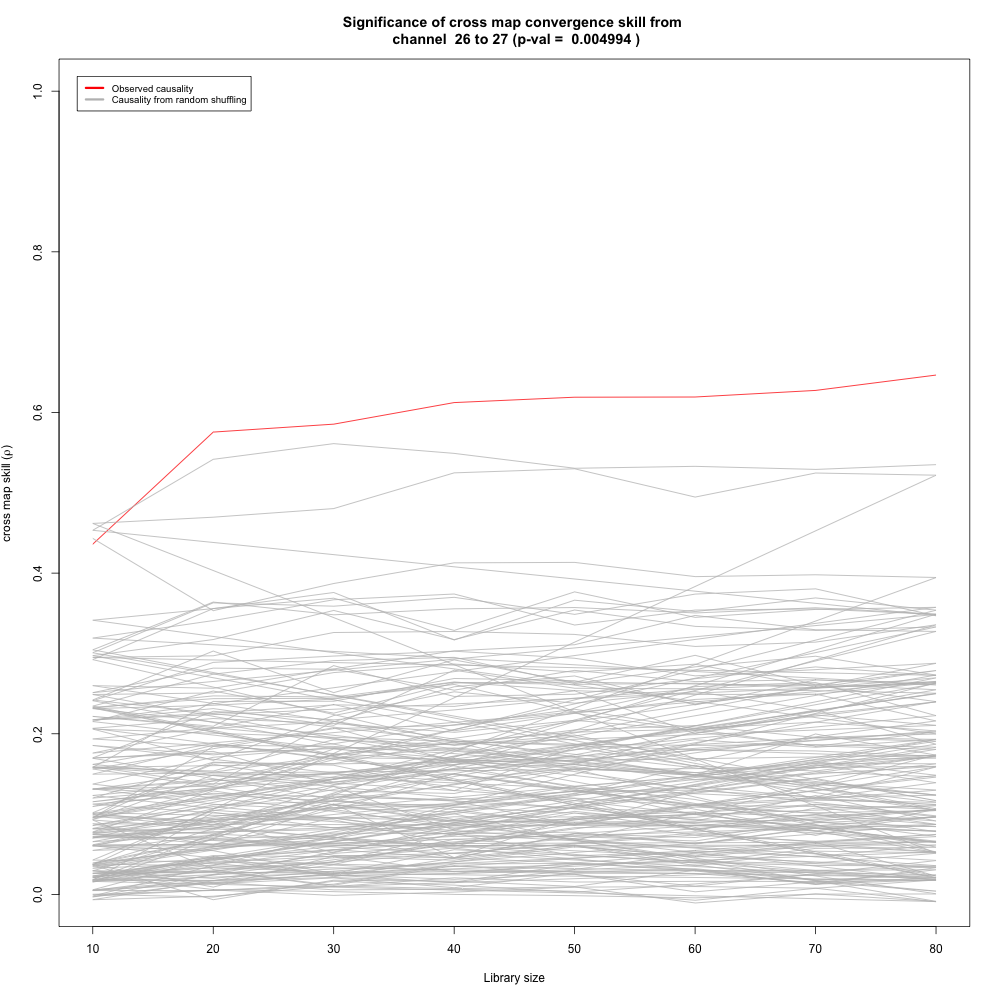 Significance of cross map convergence skill from
channel  26 to 27 (p-val =  0.004994 )
Observed causality
Causality from random shuffling
cross map skill (ρ)
1.0
0.8
0.6
0.4
0.2
0.0
10 20 30 40 50 60 70 80
Library size